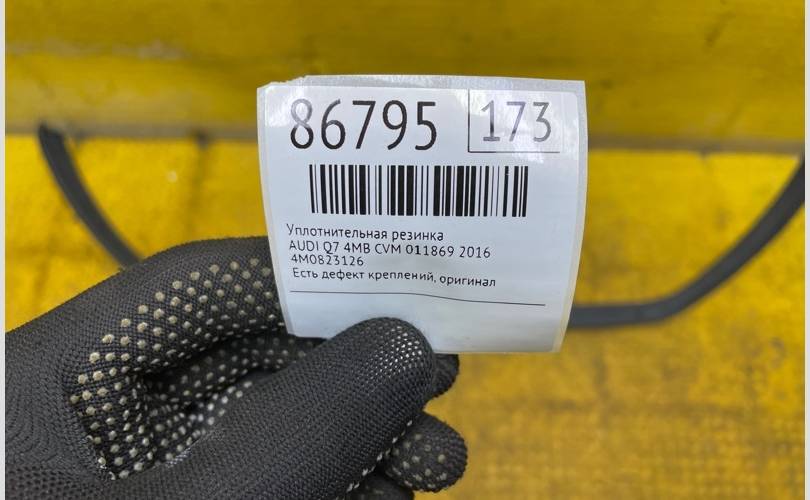 86795 173
Уплотнительная резинка
AUDI Q7 4MB CVM 011869 2016
4M0823126
Есть дефект креплений, оригинал